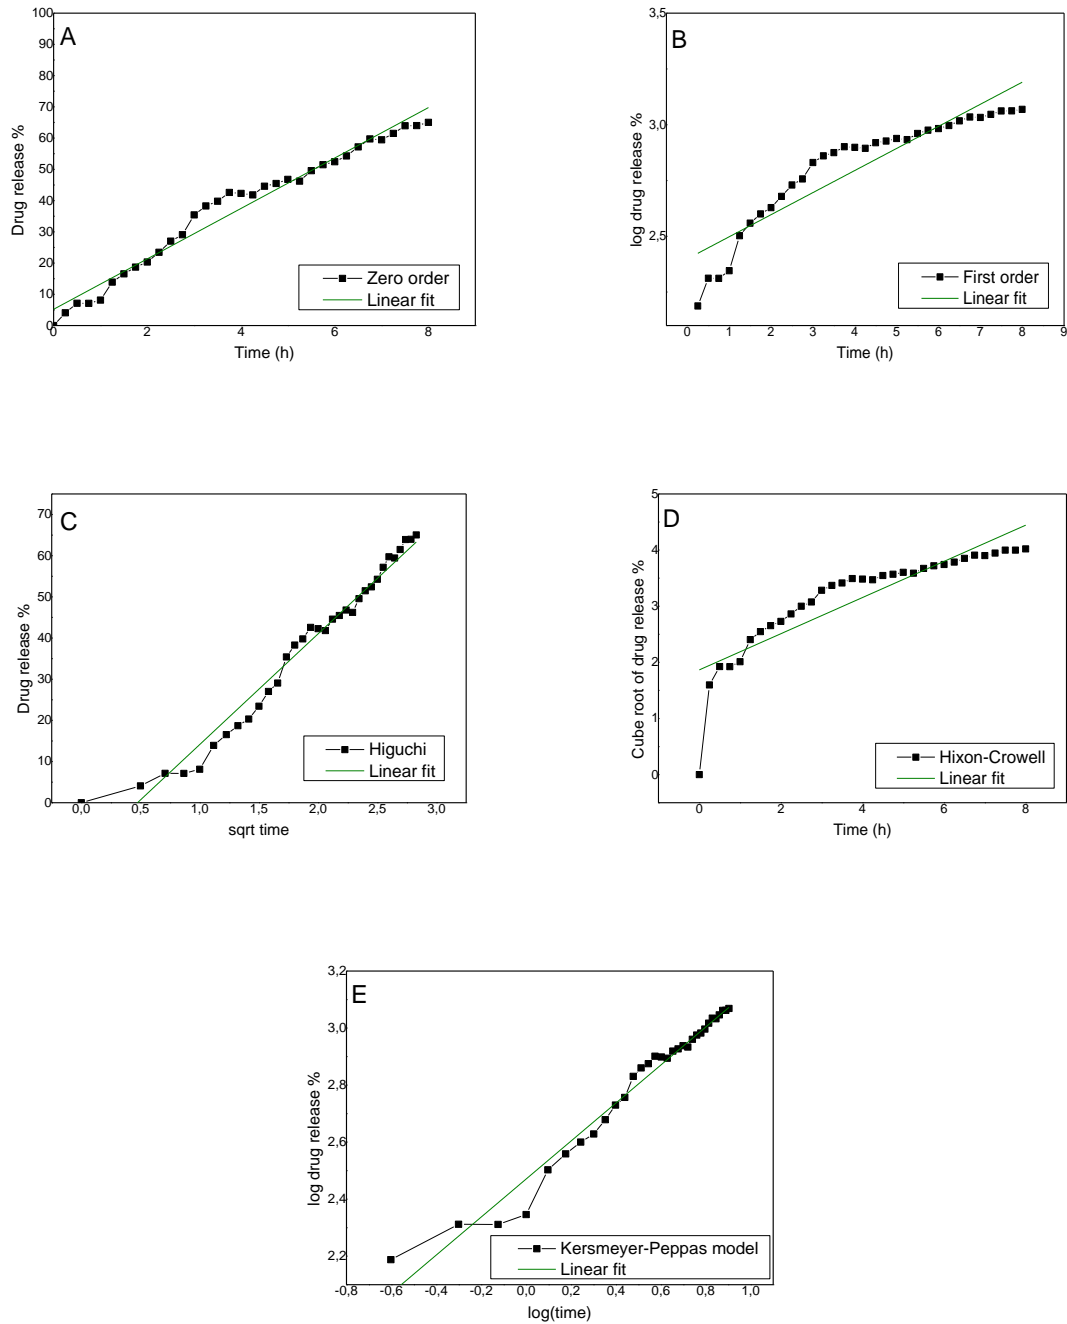 A
100
90
80
70
60
50
40
30
20
10
0
0 2 4 6 8
Drug release %
Time (h)
Zero order
Linear fit
B
3,5
3,0
2,5
0 1 2 3 4 5 6 7 8 9
log drug release %
Time (h)
First order
Linear fit
C
70
60
50
40
30
20
10
0
0,0 0,5 1,0 1,5 2,0 2,5 3,0
Drug release %
sqrt time
Higuchi
Linear fit
D
5
4
3
2
1
0
0 2 4 6 8
Cube root of drug release %
Time (h)
Hixon-Crowell
Linear fit
E
3,2
3,0
2,8
2,6
2,4
2,2
-0,8 -0,6 -0,4 -0,2 0,0 0,2 0,4 0,6 0,8 1,0
log drug release %
log(time)
Kersmeyer-Peppas model
Linear fit